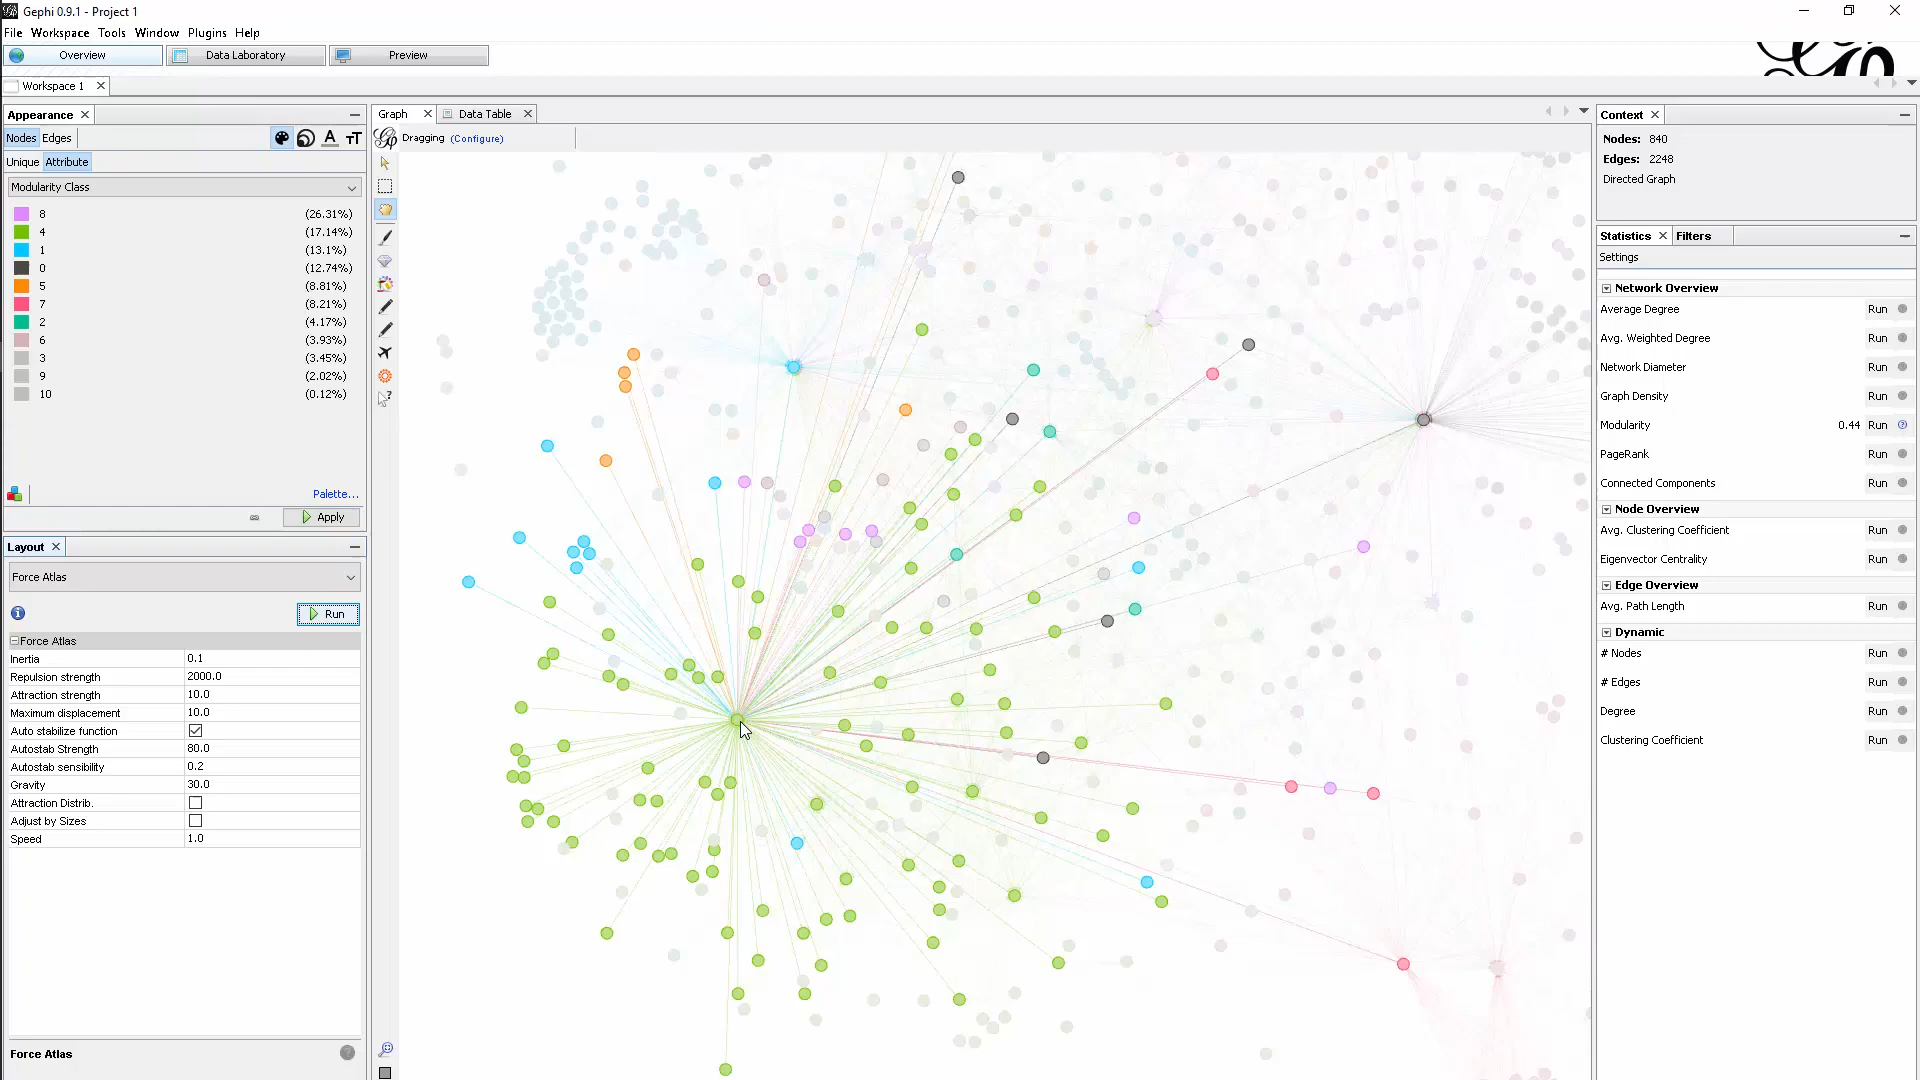 Gephi 0.9.1 - Project 1
File Workspace Tools Window Plugins Help
Overview Data Laboratory Preview
Workspace 1
Appearance
Nodes Edges
A
тT
Unique Attribute
Modularity Class
8 (26.31%)
4 (17.14%)
1 (13.1%)
0 (12.74%)
5 (8.81%)
7 (8.21%)
2 (4.17%)
6 (3.93%)
3 (3.45%)
9 (2.02%)
10 (0.12%)
Palette...
Apply
Layout
Force Atlas
Run
Force Atlas
Inertia 0.1
Repulsion strength 2000.0
Attraction strength 10.0
Maximum displacement 10.0
Auto stabilize function
Autostab Strength 80.0
Autostab sensibility 0.2
Gravity 30.0
Attraction Distrib.
Adjust by Sizes
Speed 1.0
Force Atlas
Graph Data Table
Dragging (Configure)
Context
Nodes: 840
Edges: 2248
Directed Graph
Statistics Filters
Settings
Network Overview
Average Degree Run
Avg. Weighted Degree Run
Network Diameter Run
Graph Density Run
Modularity 0.44 Run
PageRank Run
Connected Components Run
Node Overview
Avg. Clustering Coefficient Run
Eigenvector Centrality Run
Edge Overview
Avg. Path Length Run
Dynamic
# Nodes Run
# Edges Run
Degree Run
Clustering Coefficient Run